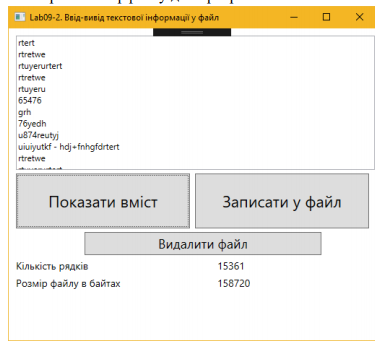 Lab09-2. Ввід-вивід текстової інформації у файл
rtert
rtretwe
rtuyerurtert
rtretwe
rtuyeru
65476
grh
76yedh
u874reutyj
uiuiyutkf - hdj+fnhgfdrtert
rtretwe
Показати вміст Записати у файл
Видалити файл
Кількість рядків 15361
Розмір файлу в байтах 158720